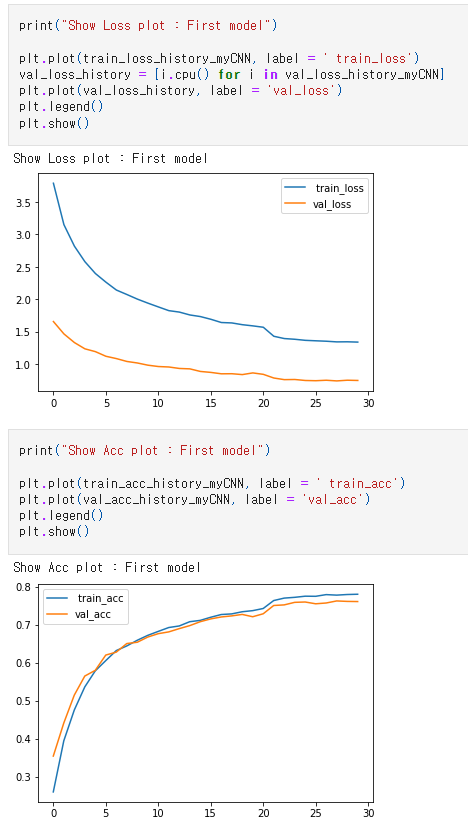 print("Show Loss plot : First model")
plt.plot(train_loss_history_myCNN, label = ' train_loss')
val_loss_history = [i.cpu() for i in val_loss_history_myCNN]
plt.plot(val_loss_history, label = 'val_loss')
plt.legend()
plt.show()
Show Loss plot : First model
train_loss
val_loss
3.5
3.0
2.5
2.0
1.5
1.0
0 5 10 15 20 25 30
print("Show Acc plot : First model")
plt.plot(train_acc_history_myCNN, label = ' train_acc')
plt.plot(val_acc_history_myCNN, label = 'val_acc')
plt.legend()
plt.show()
Show Acc plot : First model
train_acc
val_acc
0.8
0.7
0.6
0.5
0.4
0.3
0 5 10 15 20 25 30